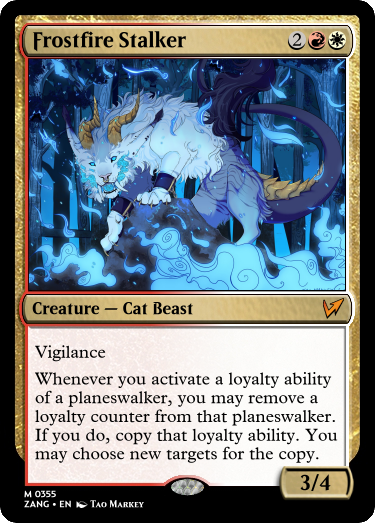 Frostfire Stalker 2
Creature — Cat Beast
Vigilance
Whenever you activate a loyalty ability
of a planeswalker, you may remove a
loyalty counter from that planeswalker.
If you do, copy that loyalty ability. You
may choose new targets for the copy.
3/4
M 0355
ZANG • EN Tao Markey